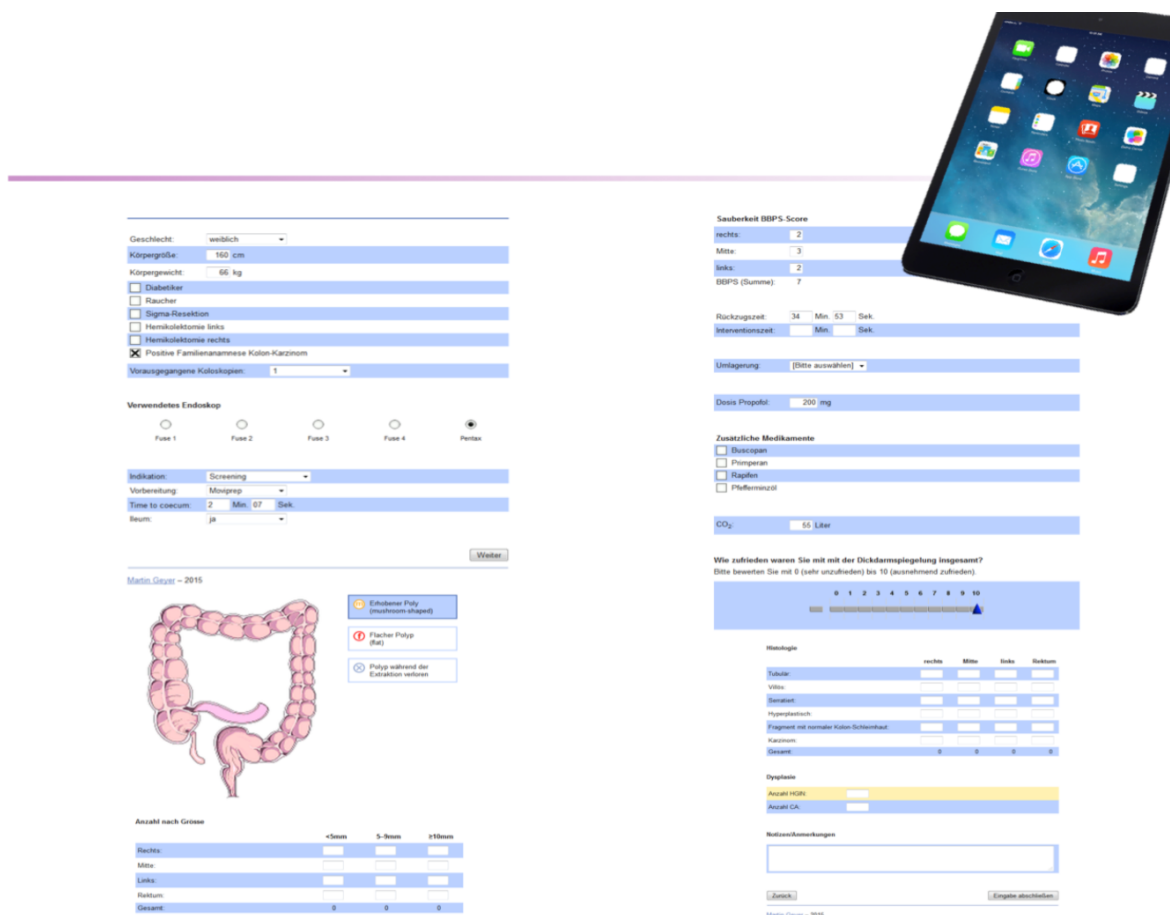 Geschlecht: weiblich
Körpergröße: 160 cm
Körpergewicht: 66 kg
Diabetiker
Raucher
Sigma-Resektion
Hemikolektomie links
Hemikolektomie rechts
Positive Familienanamnese Kolon-Karzinom
Vorausgegangene Koloskopien: 1
Verwendetes Endoskop
Fuse 1 Fuse 2 Fuse 3 Fuse 4 Pentax
Indikation: Screening
Vorbereitung: Moviprep
Time to coecum: 2 Min. 07 Sek.
Ileum: ja
Weiter
Martin Geyer – 2015
Erhobener Poly
(mushroom-shaped)
f Flacher Polyp
(flat)
Polyp während der
Extraktion verloren
Anzahl nach Grösse
<5mm 5–9mm ≥10mm
Rechts:
Mitte:
Links:
Rektum:
Gesamt: 0 0 0
Sauberkeit BBPS-Score
rechts: 2
Mitte: 3
links: 2
BBPS (Summe): 7
Rückzugszeit: 34 Min. 53 Sek.
Interventionszeit: Min. Sek.
Umlagerung: [Bitte auswählen]
Dosis Propofol: 200 mg
Zusätzliche Medikamente
Buscopan
Primperan
Rapifen
Pfefferminzöl
CO₂: 55 Liter
Wie zufrieden waren Sie mit mit der Dickdarmspiegelung insgesamt?
Bitte bewerten Sie mit 0 (sehr unzufrieden) bis 10 (ausnehmend zufrieden).
0 1 2 3 4 5 6 7 8 9 10
Histologie
rechts Mitte links Rektum
Tubulär:
Villös:
Serratiert:
Hyperplastisch:
Fragment mit normaler Kolon-Schleimhaut:
Karzinom:
Gesamt: 0 0 0 0
Dysplasie
Anzahl HGIN:
Anzahl CA:
Notizen/Anmerkungen
Zurück Eingabe abschließen
Martin Geyer – 2015